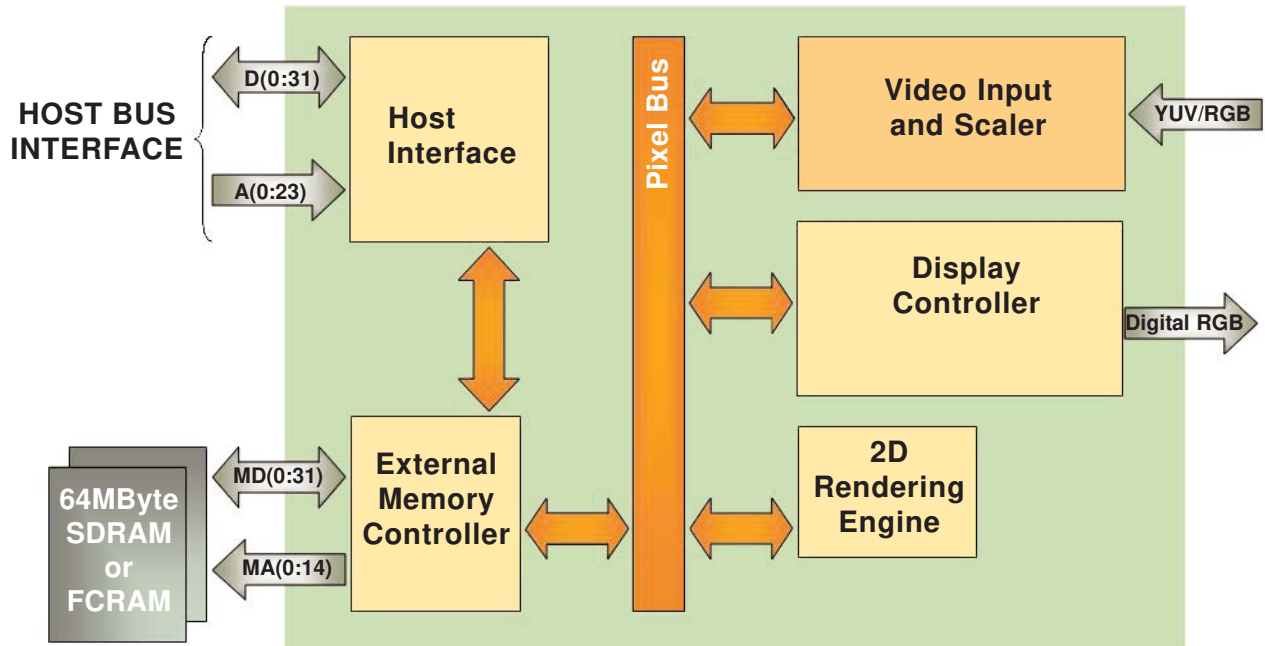 HOST BUS
INTERFACE
D(0:31)
A(0:23)
Host
Interface
Pixel Bus
Video Input
and Scaler
YUV/RGB
Display
Controller
Digital RGB
64MByte
SDRAM
or
FCRAM
MD(0:31)
MA(0:14)
External
Memory
Controller
2D
Rendering
Engine